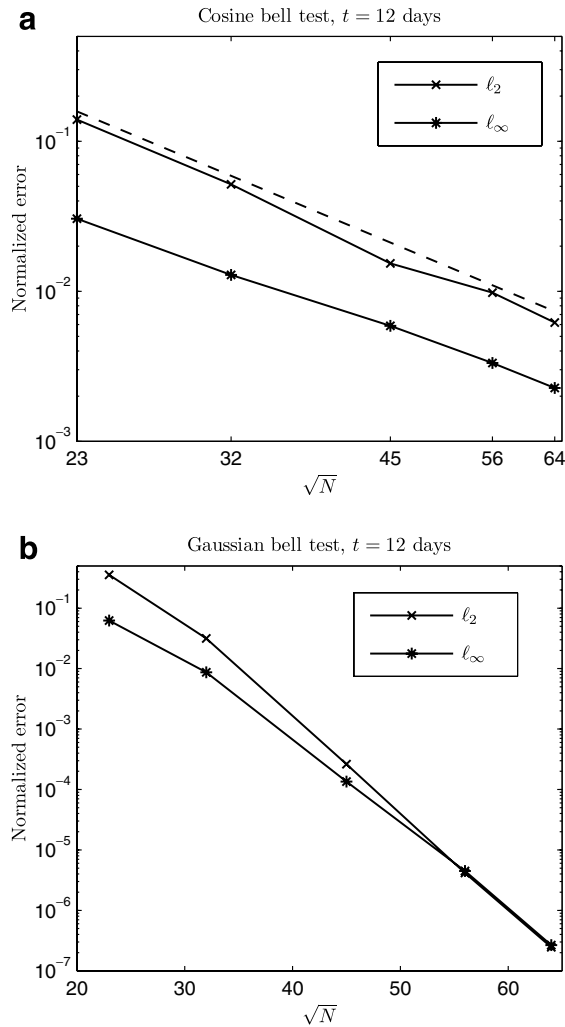 a
Cosine bell test, t = 12 days
ℓ₂
ℓ∞
10⁻¹
10⁻²
10⁻³
Normalized error
23 32 45 56 64
√N
b
Gaussian bell test, t = 12 days
ℓ₂
ℓ∞
10⁻¹
10⁻²
10⁻³
10⁻⁴
10⁻⁵
10⁻⁶
10⁻⁷
Normalized error
20 30 40 50 60
√N